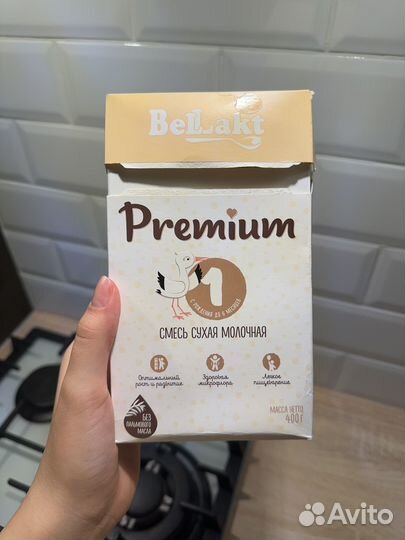 Bellakt
Premium
1
С РОЖДЕНИЯ ДО 6 МЕСЯЦЕВ
СМЕСЬ СУХАЯ МОЛОЧНАЯ
Оптимальный
рост и развитие
Здоровая
микрофлора
Легкое
пищеварение
БЕЗ
ПАЛЬМОВОГО
МАСЛА
МАССА НЕТТО
400 г
Avito